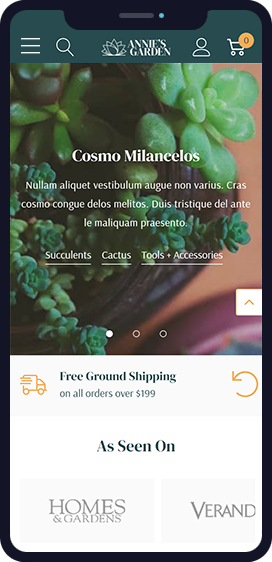 ANNIE'S
GARDEN
0
Cosmo Milancelos
Nullam aliquet vestibulum augue non varius. Cras
cosmo congue delos melitos. Duis tristique del ante
le maliquam praesento.
Succulents Cactus Tools + Accessories
Free Ground Shipping
on all orders over $199
As Seen On
HOMES
& GARDENS
VERAND